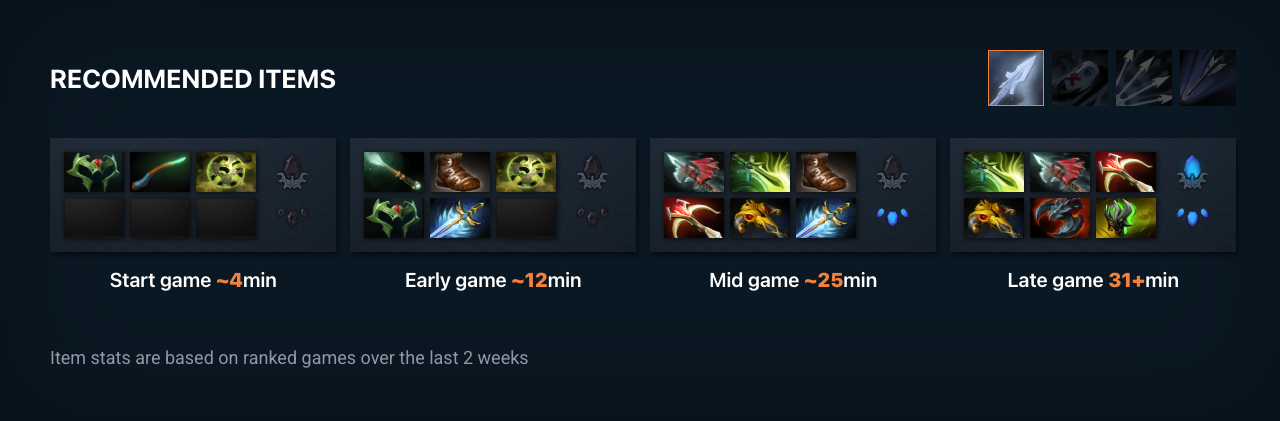 RECOMMENDED ITEMS
Start game ~4min
Early game ~12min
Mid game ~25min
Late game 31+min
Item stats are based on ranked games over the last 2 weeks